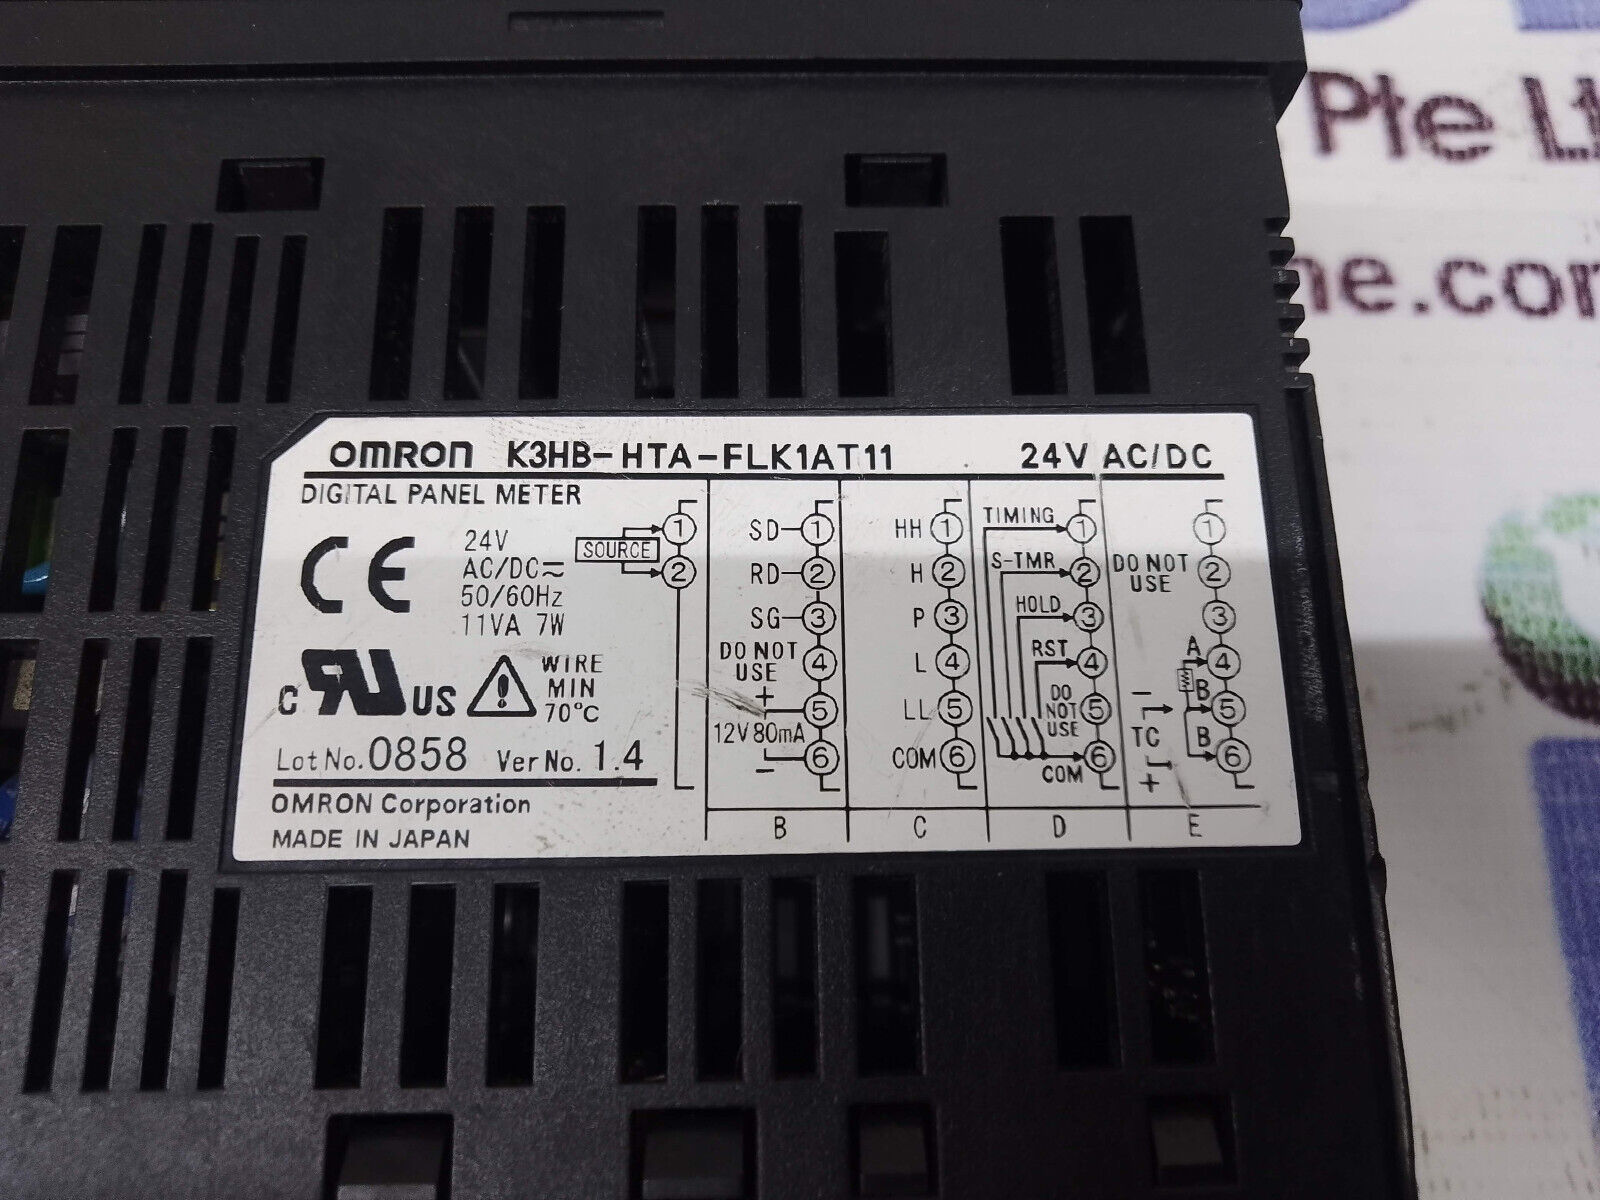 Pte Lt
ne.com
OMRON K3HB-HTA-FLK1AT11 24V AC/DC
DIGITAL PANEL METER
CE
24V
AC/DC
50/60Hz
11VA 7W
C RU US
WIRE
MIN
70°C
Lot No. 0858 Ver No. 1.4
OMRON Corporation
MADE IN JAPAN
SOURCE
1
2
SD 1
RD 2
SG 3
DO NOT
USE 4
+ 5
12V 80mA
- 6
B
HH 1
H 2
P 3
L 4
LL 5
COM 6
C
TIMING 1
S-TMR 2
HOLD 3
RST 4
DO
NOT
USE 5
COM 6
D
1
DO NOT
USE 2
3
A 4
B 5
B 6
-
TC
+
E